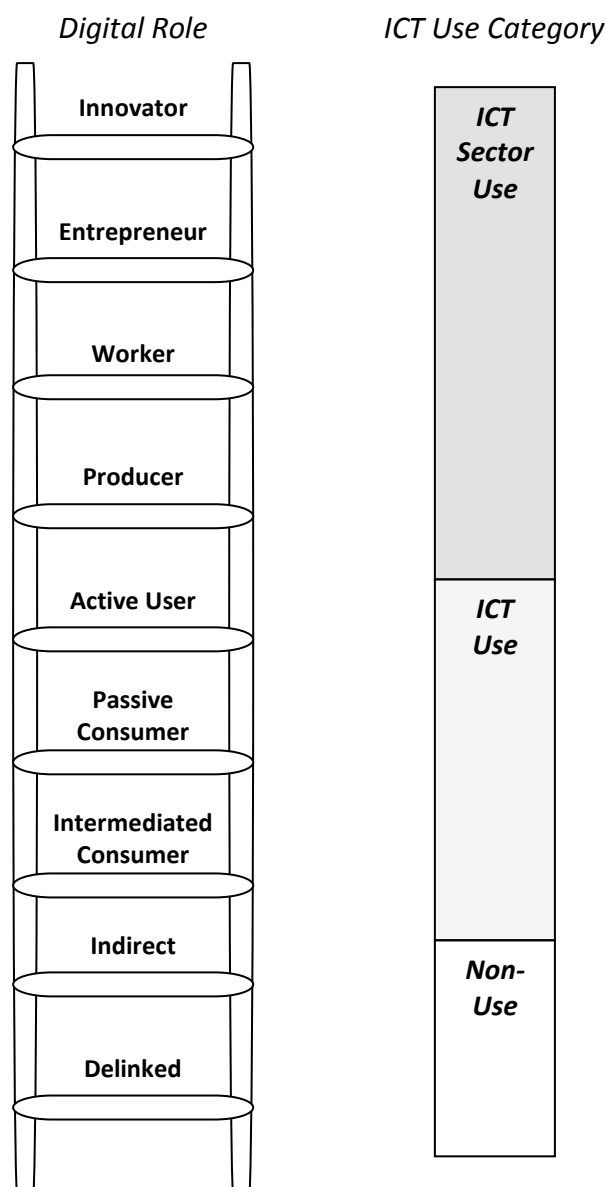 Digital Role
ICT Use Category
Innovator
Entrepreneur
Worker
Producer
Active User
Passive
Consumer
Intermediated
Consumer
Indirect
Delinked
ICT
Sector
Use
ICT
Use
Non-
Use